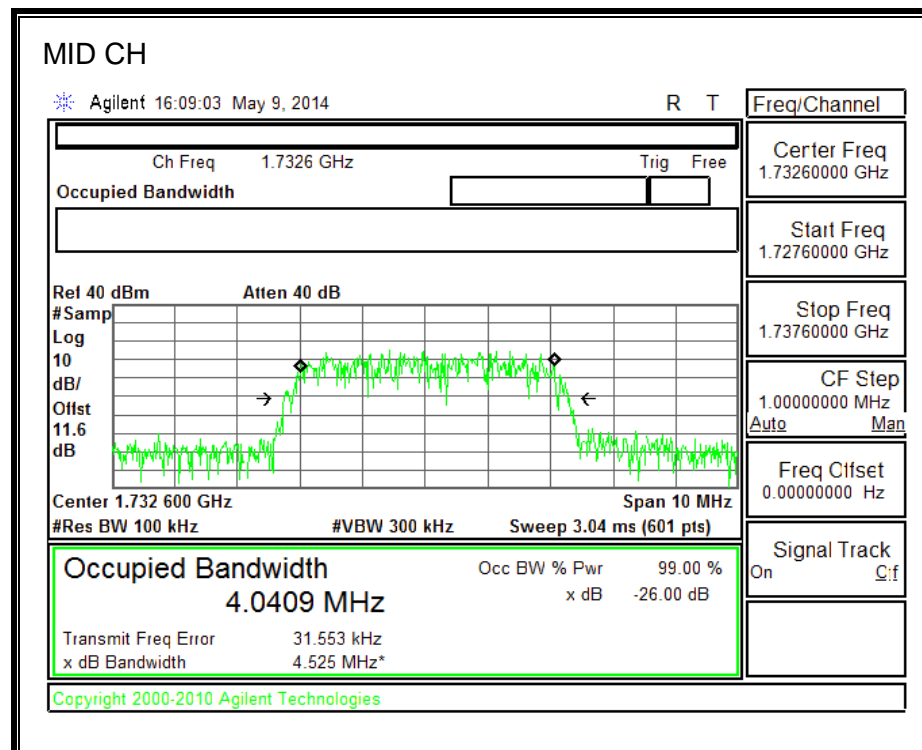 MID CH
Agilent 16:09:03 May 9, 2014 R T
Freq/Channel
Ch Freq 1.7326 GHz Trig Free
Occupied Bandwidth
Center Freq
1.73260000 GHz
Start Freq
1.72760000 GHz
Stop Freq
1.73760000 GHz
CF Step
1.00000000 MHz
Auto Man
Freq Offset
0.00000000 Hz
Signal Track
On Off
Ref 40 dBm Atten 40 dB
#Samp
Log
10
dB/
Offst
11.6
dB
Center 1.732 600 GHz Span 10 MHz
#Res BW 100 kHz #VBW 300 kHz Sweep 3.04 ms (601 pts)
Occupied Bandwidth
4.0409 MHz
Occ BW % Pwr 99.00 %
x dB -26.00 dB
Transmit Freq Error 31.553 kHz
x dB Bandwidth 4.525 MHz*
Copyright 2000-2010 Agilent Technologies